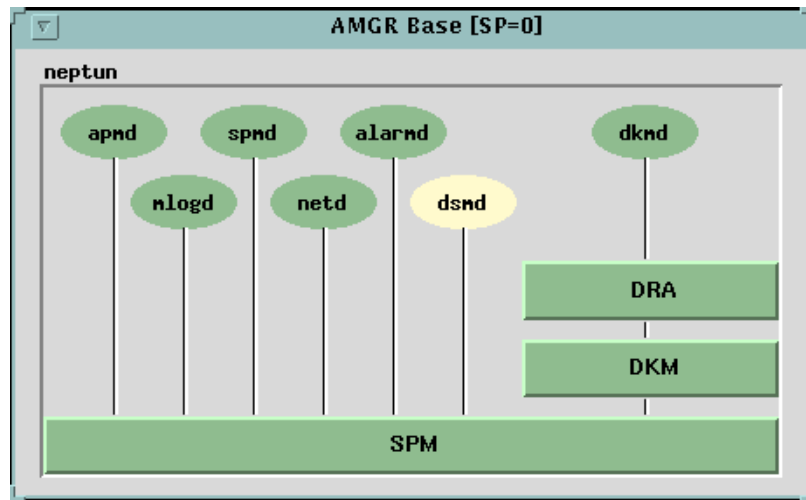 AMGR Base [SP=0]
neptun
apmd spmd alarmd dkmd
mlogd netd dsmd
DRA
DKM
SPM